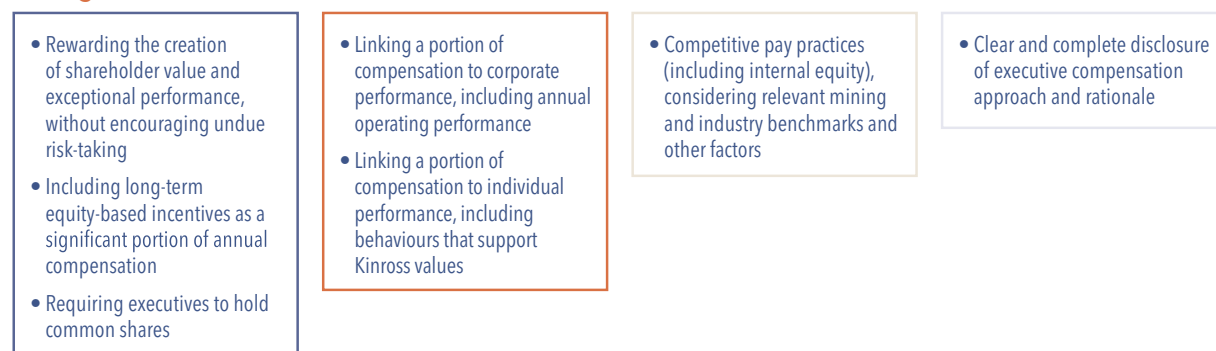 • Rewarding the creation
of shareholder value and
exceptional performance,
without encouraging undue
risk-taking
• Including long-term
equity-based incentives as a
significant portion of annual
compensation
• Requiring executives to hold
common shares
• Linking a portion of
compensation to corporate
performance, including annual
operating performance
• Linking a portion of
compensation to individual
performance, including
behaviours that support
Kinross values
• Competitive pay practices
(including internal equity),
considering relevant mining
and industry benchmarks and
other factors
• Clear and complete disclosure
of executive compensation
approach and rationale